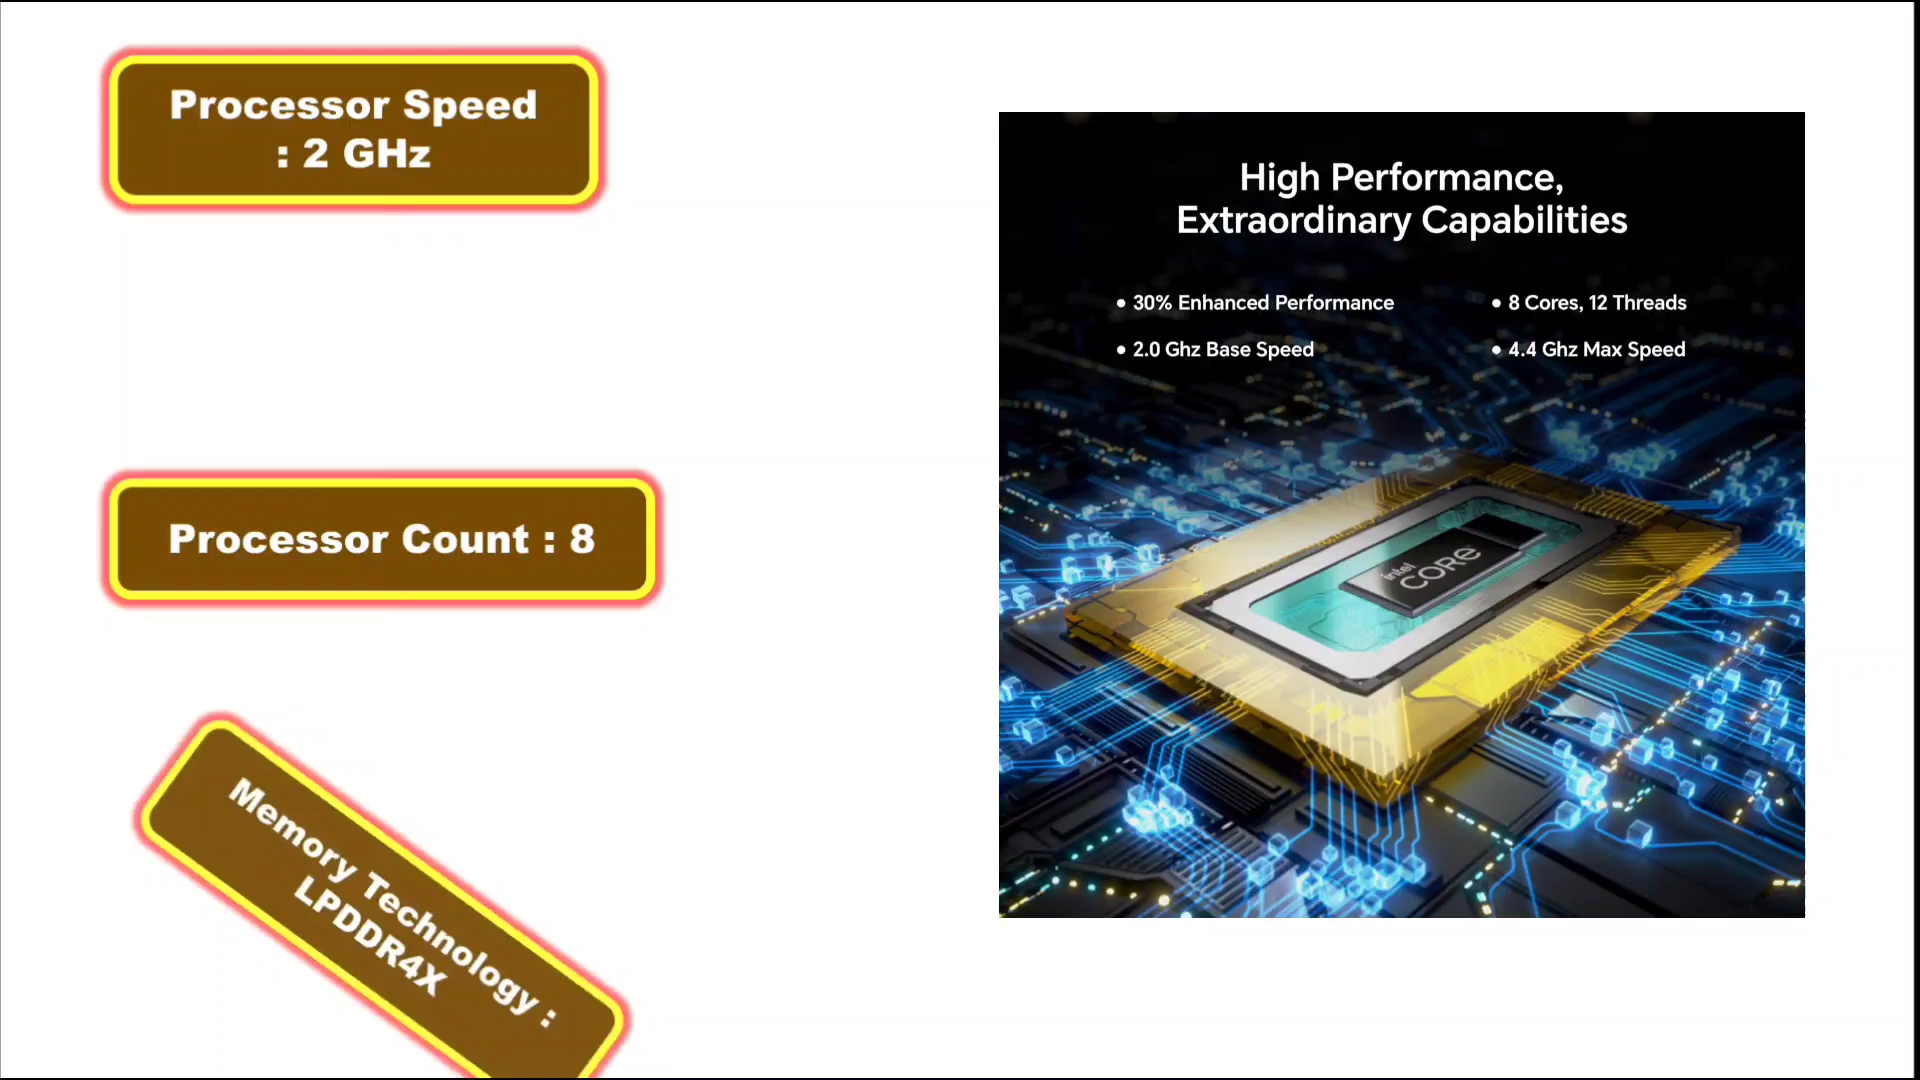 Processor Speed
: 2 GHz
Processor Count : 8
Memory Technology :
LPDDR4X
High Performance,
Extraordinary Capabilities
• 30% Enhanced Performance
• 8 Cores, 12 Threads
• 2.0 Ghz Base Speed
• 4.4 Ghz Max Speed
intel
CORE